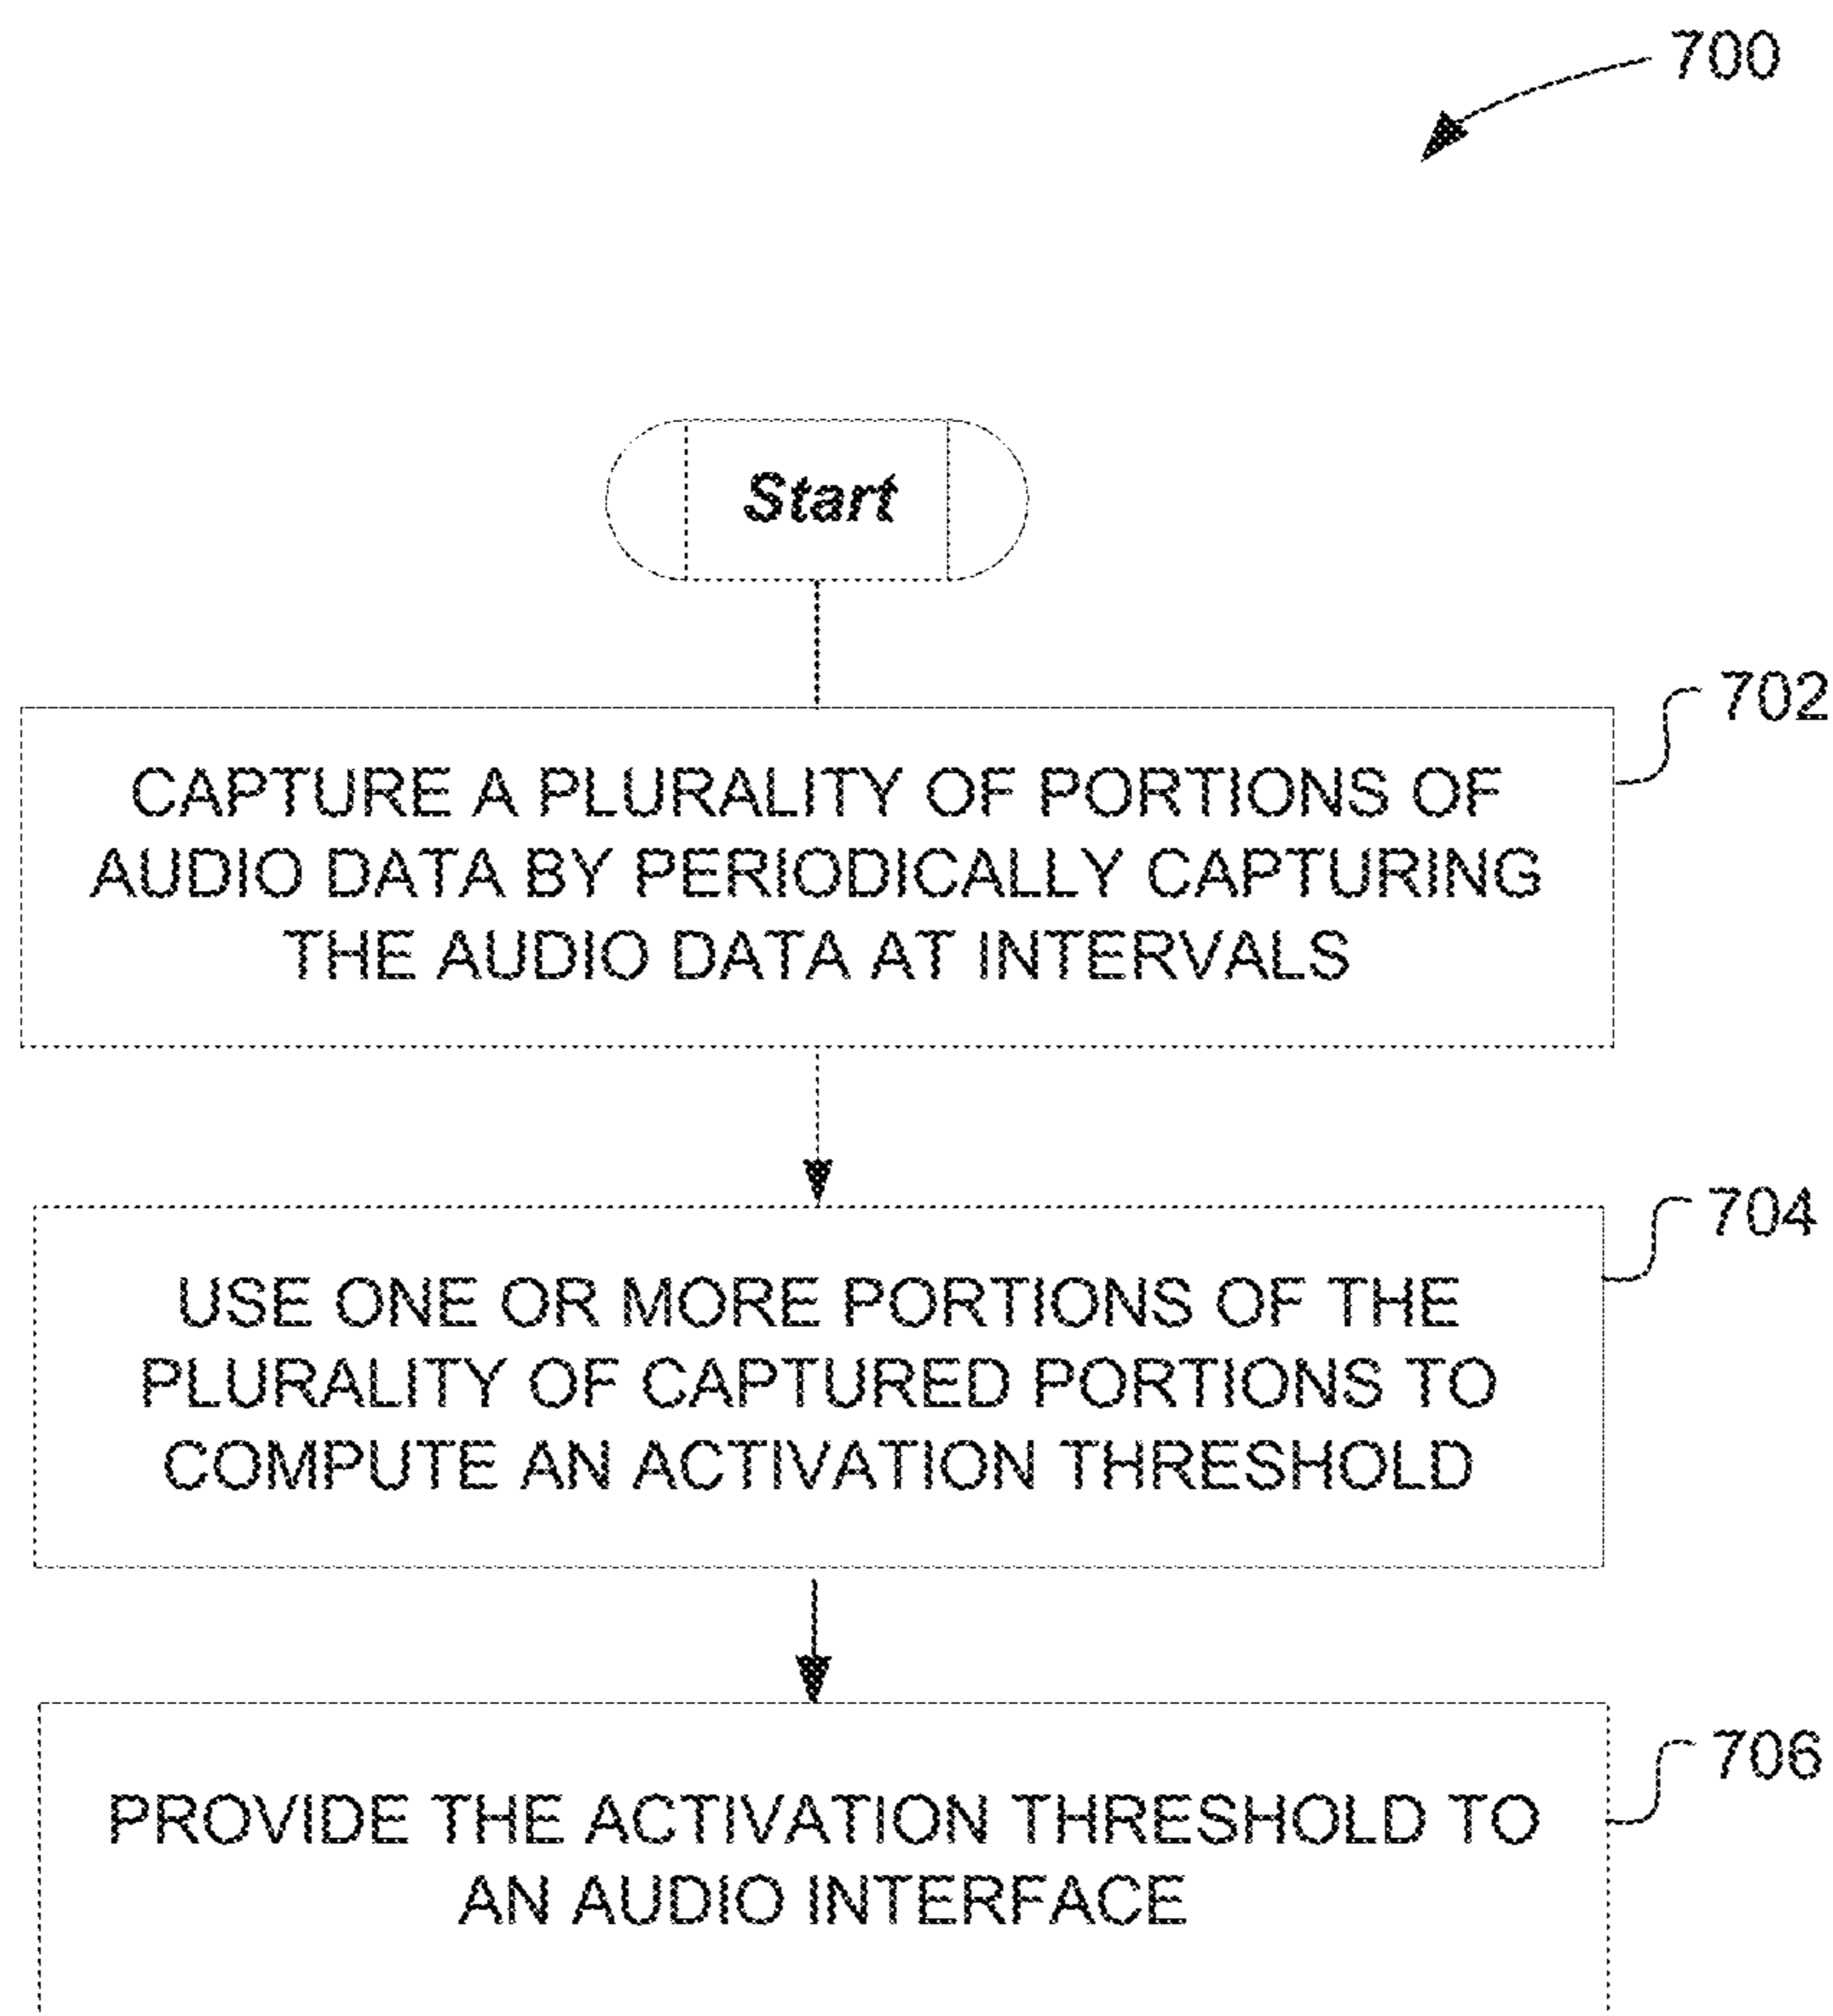 700
Start
702
CAPTURE A PLURALITY OF PORTIONS OF
AUDIO DATA BY PERIODICALLY CAPTURING
THE AUDIO DATA AT INTERVALS
704
USE ONE OR MORE PORTIONS OF THE
PLURALITY OF CAPTURED PORTIONS TO
COMPUTE AN ACTIVATION THRESHOLD
706
PROVIDE THE ACTIVATION THRESHOLD TO
AN AUDIO INTERFACE